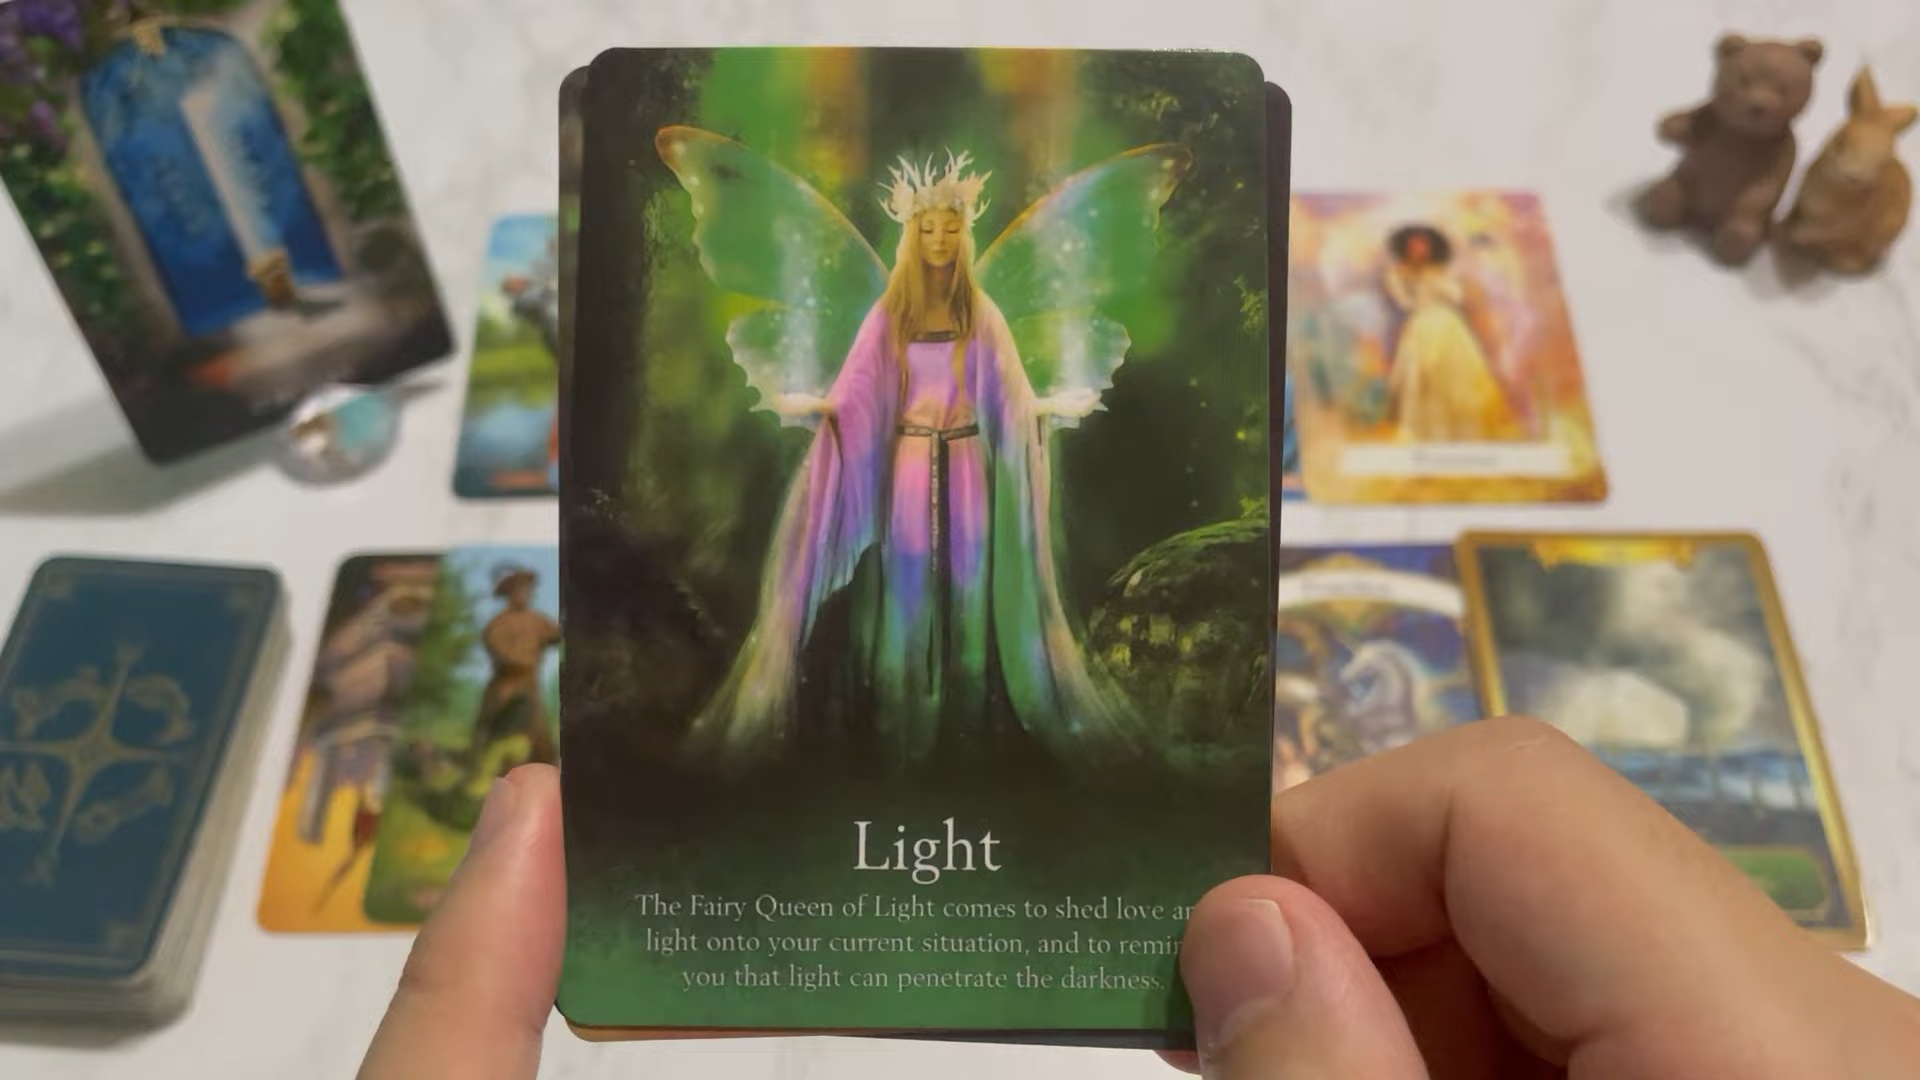 Light
The Fairy Queen of Light comes to shed love
light onto your current situation, and to
you that light can penetrate the darkness.